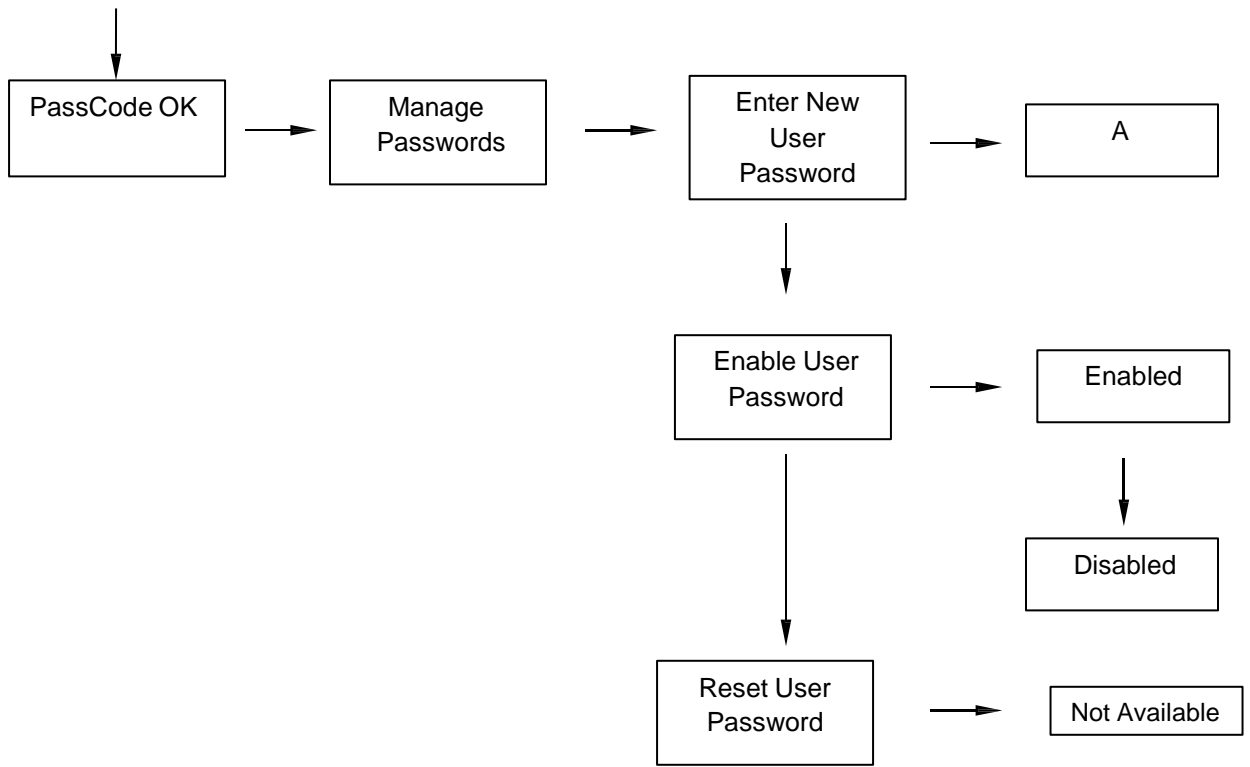 PassCode OK
Manage
Passwords
Enter New
User
Password
A
Enable User
Password
Enabled
Disabled
Reset User
Password
Not Available